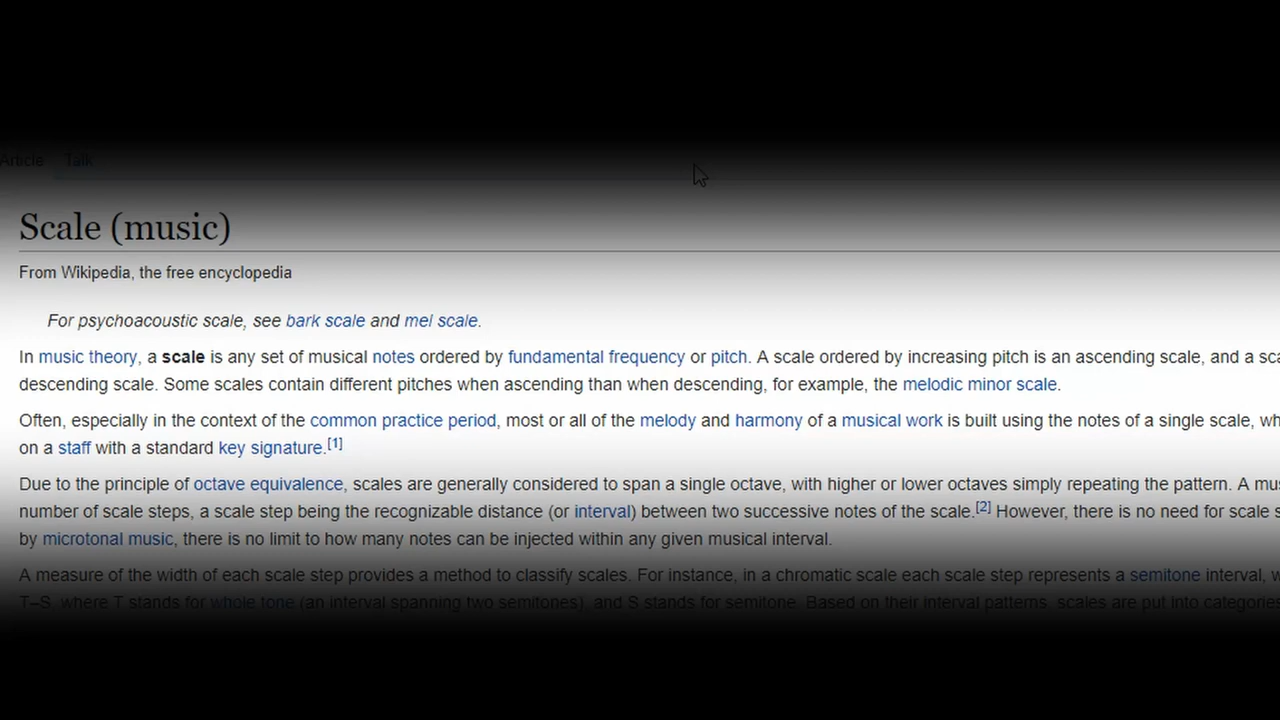 Article Talk
Scale (music)
From Wikipedia, the free encyclopedia
For psychoacoustic scale, see bark scale and mel scale.
In music theory, a scale is any set of musical notes ordered by fundamental frequency or pitch. A scale ordered by increasing pitch is an ascending scale, and a sca
descending scale. Some scales contain different pitches when ascending than when descending, for example, the melodic minor scale.
Often, especially in the context of the common practice period, most or all of the melody and harmony of a musical work is built using the notes of a single scale, wh
on a staff with a standard key signature.[1]
Due to the principle of octave equivalence, scales are generally considered to span a single octave, with higher or lower octaves simply repeating the pattern. A mus
number of scale steps, a scale step being the recognizable distance (or interval) between two successive notes of the scale.[2] However, there is no need for scale s
by microtonal music, there is no limit to how many notes can be injected within any given musical interval.
A measure of the width of each scale step provides a method to classify scales. For instance, in a chromatic scale each scale step represents a semitone interval, w
T–S, where T stands for whole tone (an interval spanning two semitones), and S stands for semitone. Based on their interval patterns, scales are put into categories